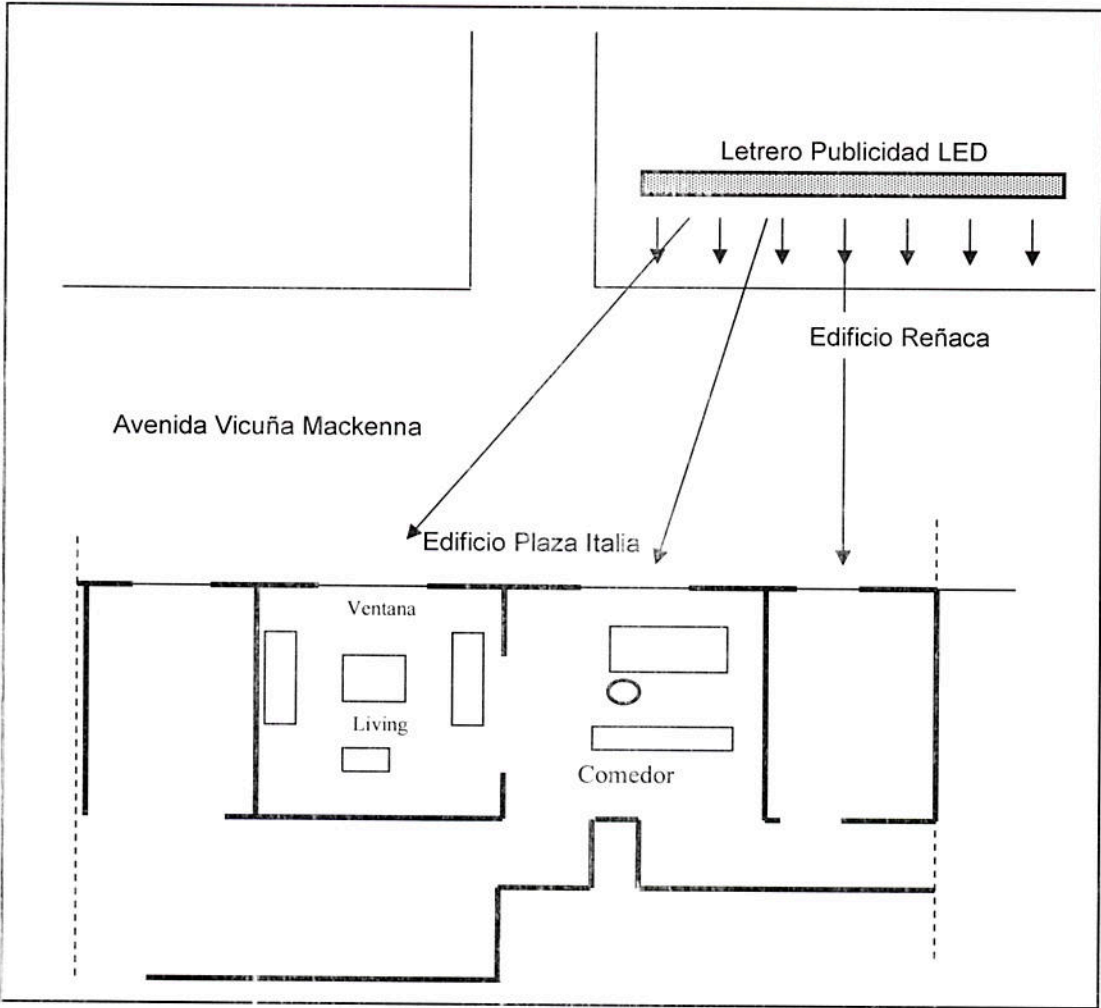 Letrero Publicidad LED
Edificio Reñaca
Avenida Vicuña Mackenna
Edificio Plaza Italia
Ventana
Living
Comedor